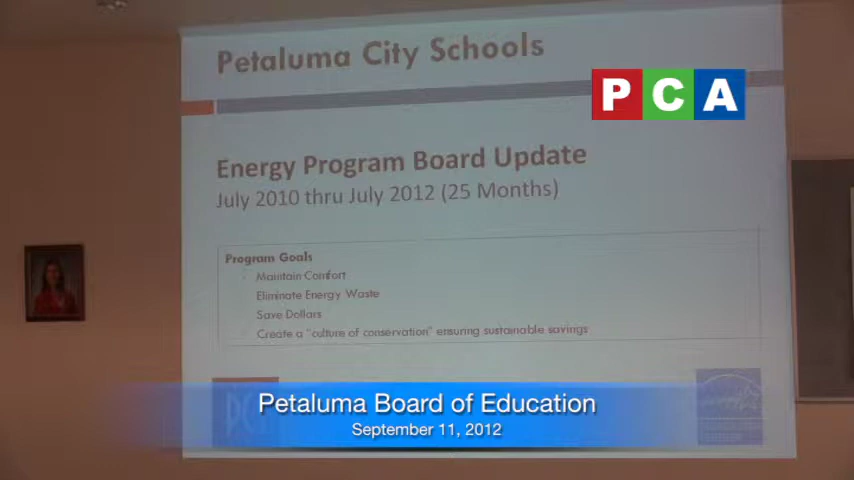 Petaluma City Schools
PCA
Energy Program Board Update
July 2010 thru July 2012 (25 Months)
Program Goals
Maintain Comfort
Eliminate Energy Waste
Save Dollars
Create a "culture of conservation" ensuring sustainable savings
Petaluma Board of Education
September 11, 2012